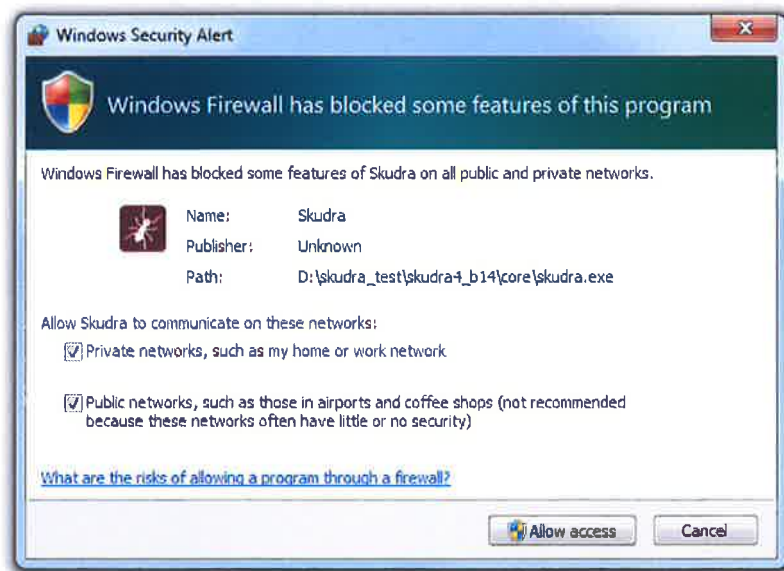 Windows Security Alert
Windows Firewall has blocked some features of this program
Windows Firewall has blocked some features of Skudra on all public and private networks.
Name: Skudra
Publisher: Unknown
Path: D:\skudra_test\skudra4_b14\core\skudra.exe
Allow Skudra to communicate on these networks:
Private networks, such as my home or work network
Public networks, such as those in airports and coffee shops (not recommended
because these networks often have little or no security)
What are the risks of allowing a program through a firewall?
Allow access Cancel